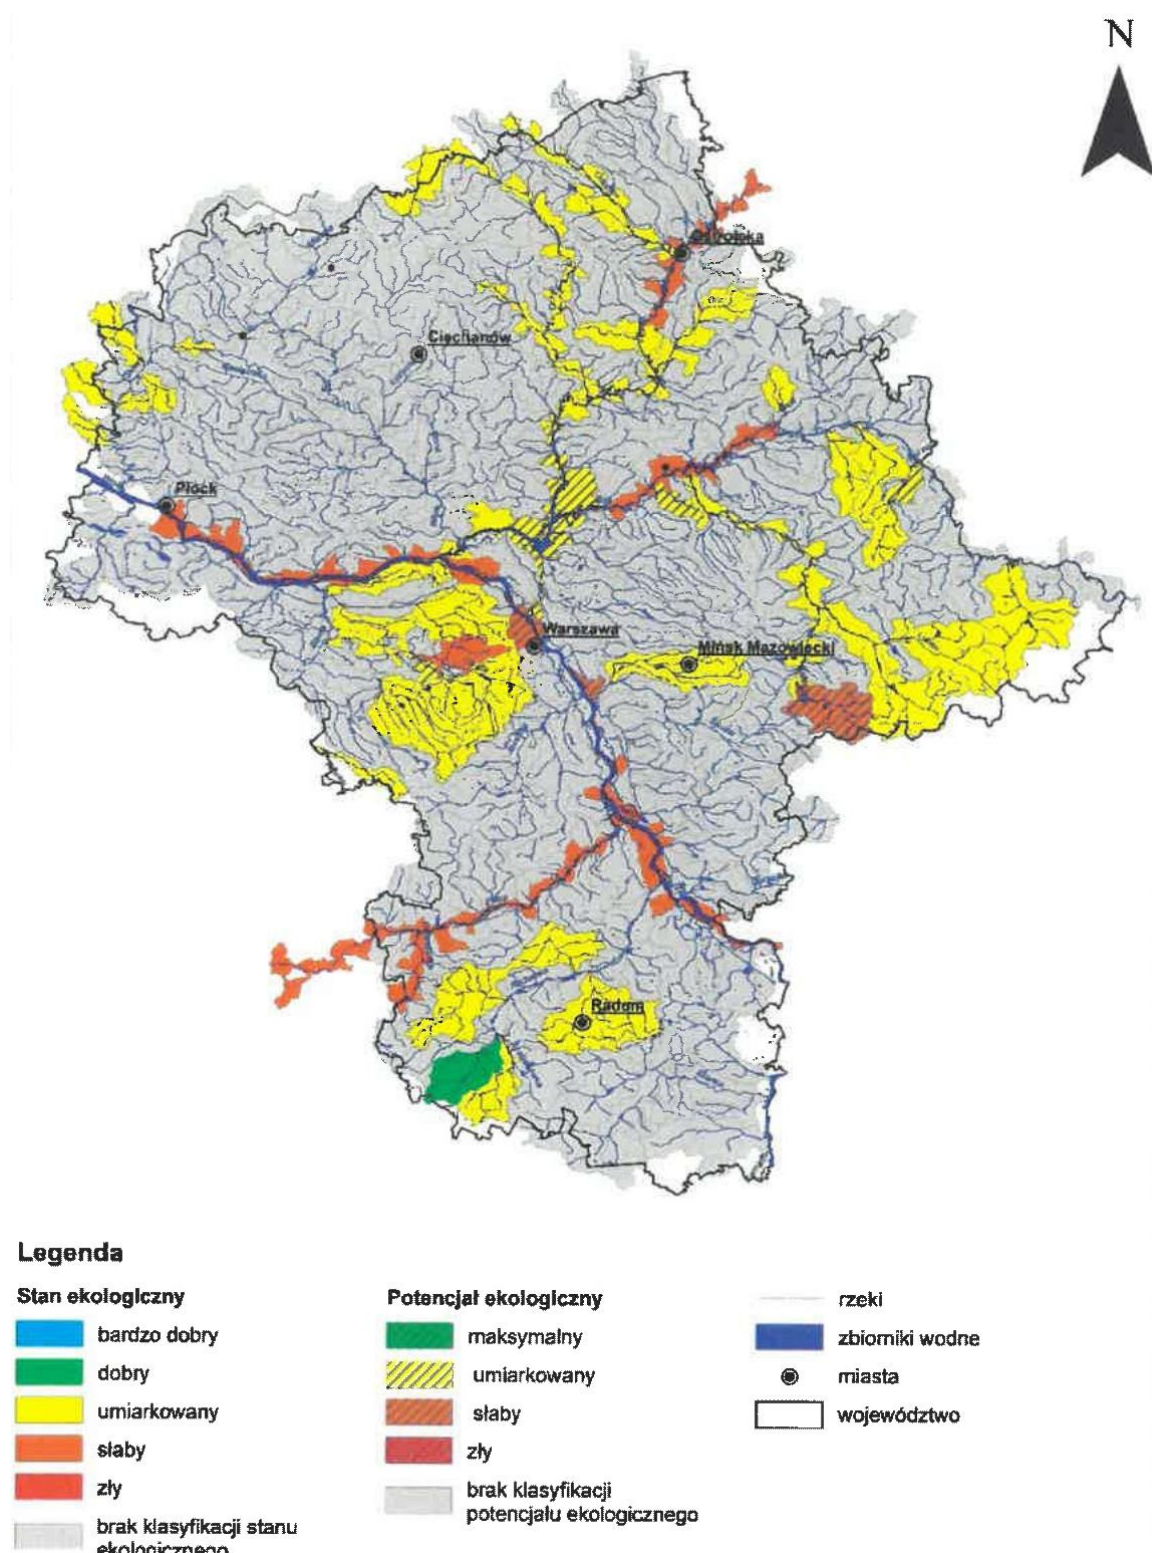 N
Ciechanów
Płock
Warszawa
Mińsk Mazowiecki
Radom
Legenda
Stan ekologiczny
bardzo dobry
dobry
umiarkowany
słaby
zły
brak klasyfikacji stanu
ekologicznego
Potencjał ekologiczny
maksymalny
umiarkowany
słaby
zły
brak klasyfikacji
potencjału ekologicznego
rzeki
zbiorniki wodne
miasta
województwo